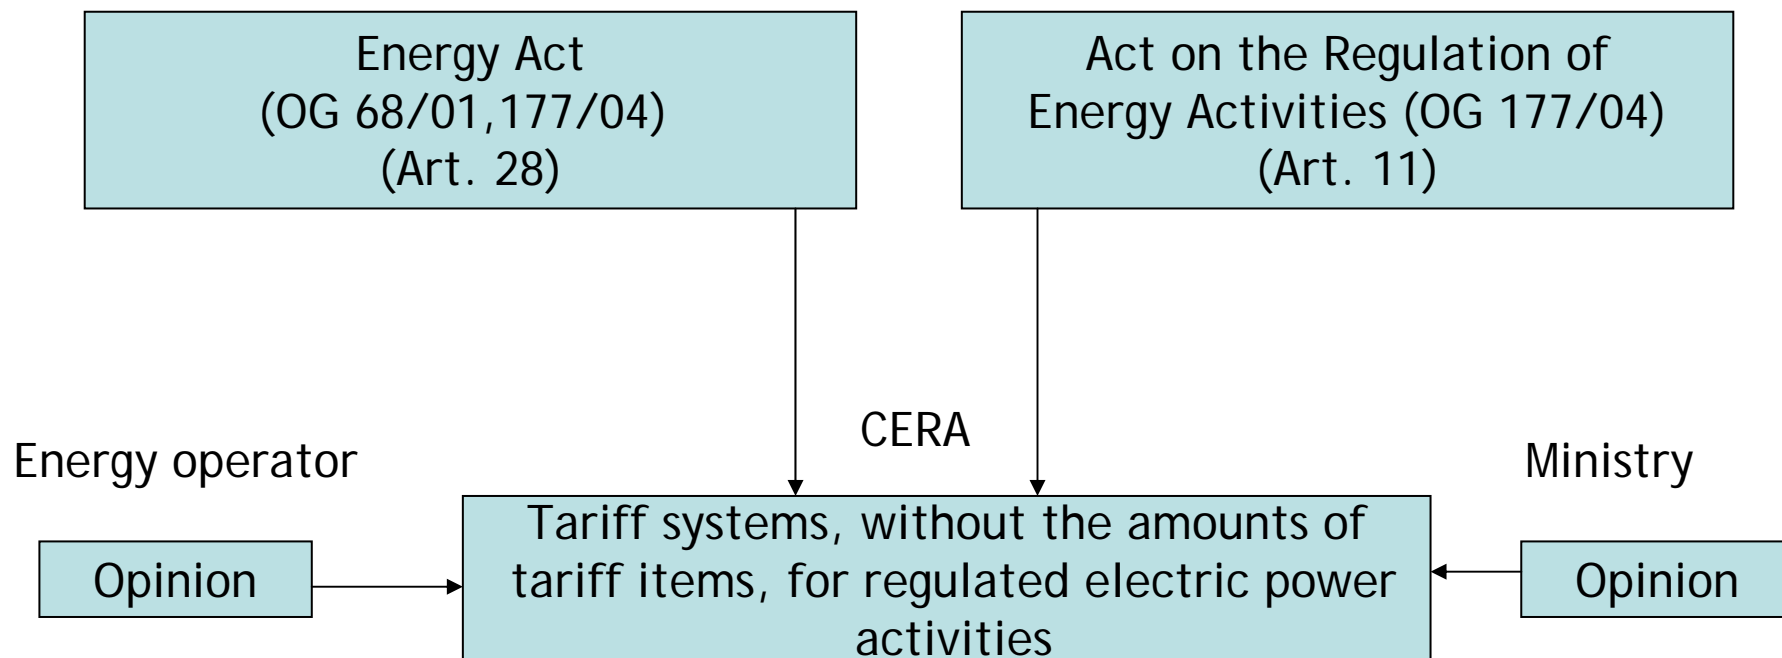 Energy Act
(OG 68/01,177/04)
(Art. 28)
Act on the Regulation of
Energy Activities (OG 177/04)
(Art. 11)
CERA
Energy operator
Ministry
Tariff systems, without the amounts of
tariff items, for regulated electric power
activities
Opinion
Opinion